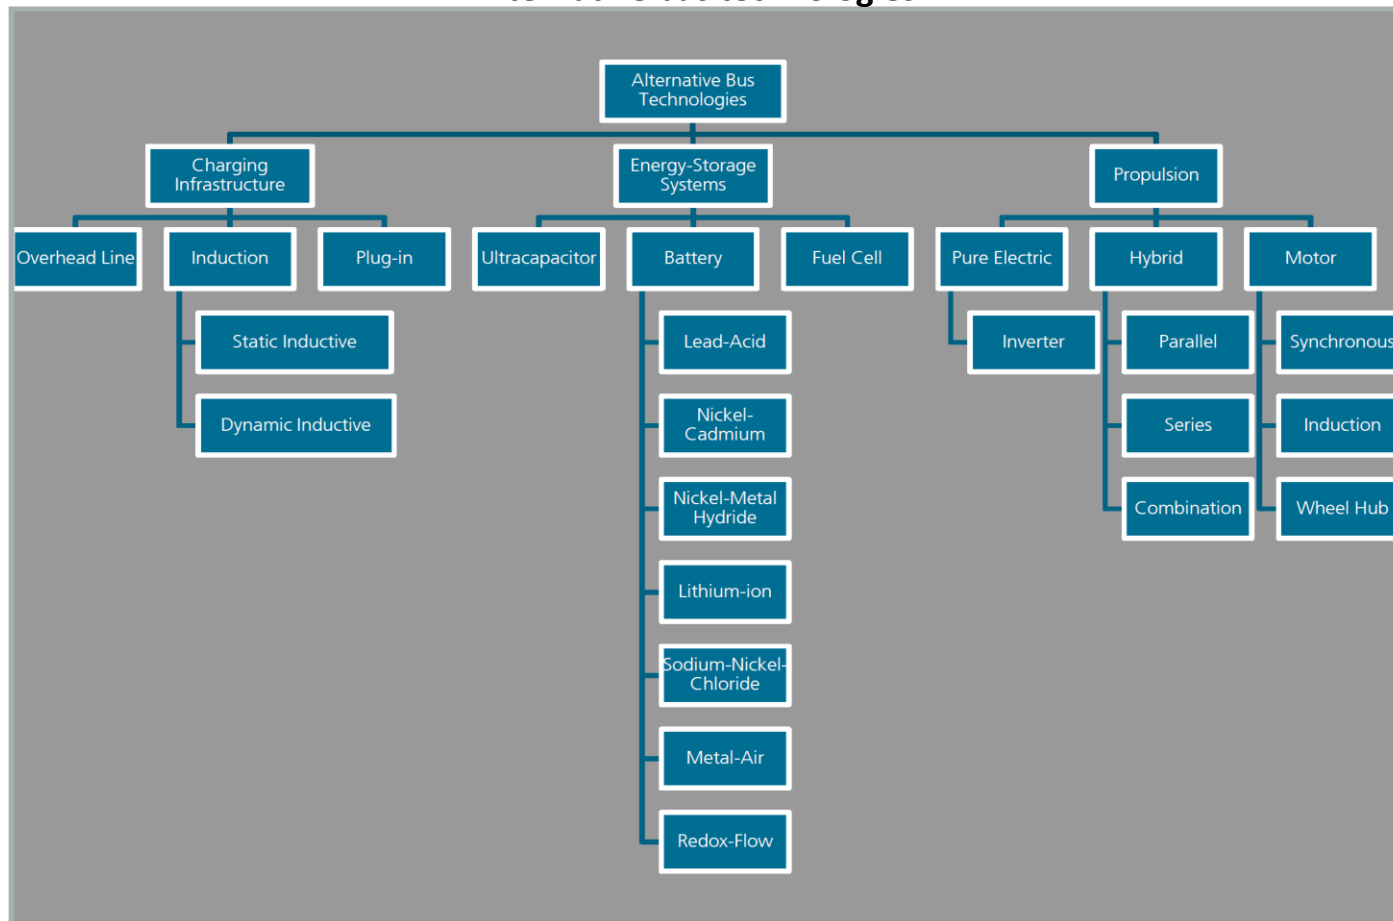 Alternative Bus
Technologies
Charging
Infrastructure
Energy-Storage
Systems
Propulsion
Overhead Line
Induction
Plug-in
Ultracapacitor
Battery
Fuel Cell
Pure Electric
Hybrid
Motor
Static Inductive
Lead-Acid
Inverter
Parallel
Synchronous
Dynamic Inductive
Nickel-
Cadmium
Series
Induction
Nickel-Metal
Hydride
Combination
Wheel Hub
Lithium-ion
Sodium-Nickel-
Chloride
Metal-Air
Redox-Flow